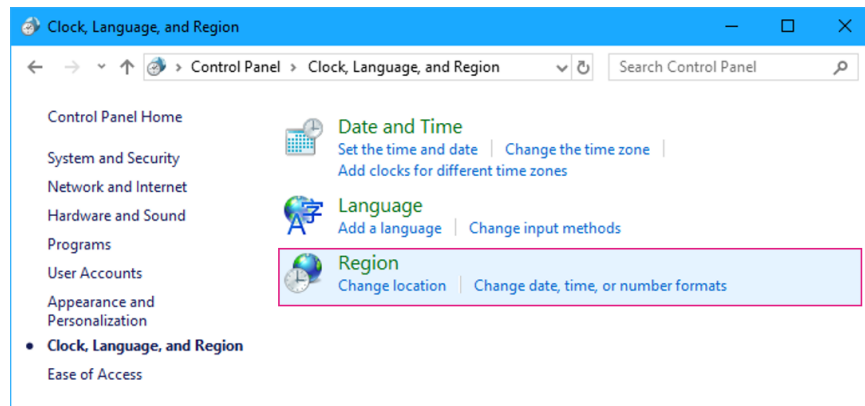 Clock, Language, and Region
Control Panel > Clock, Language, and Region
Search Control Panel
Control Panel Home
System and Security
Network and Internet
Hardware and Sound
Programs
User Accounts
Appearance and
Personalization
Clock, Language, and Region
Ease of Access
Date and Time
Set the time and date Change the time zone
Add clocks for different time zones
Language
Add a language Change input methods
Region
Change location Change date, time, or number formats